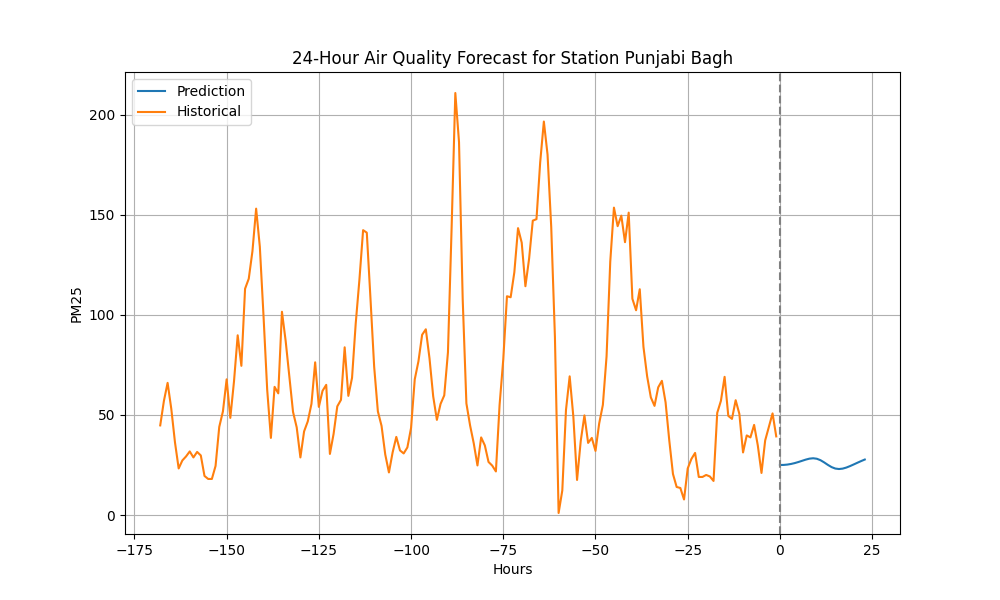 24-Hour Air Quality Forecast for Station Punjabi Bagh
Prediction
Historical
200
150
100
50
0
PM25
−175
−150
−125
−100
−75
−50
−25
0
25
Hours